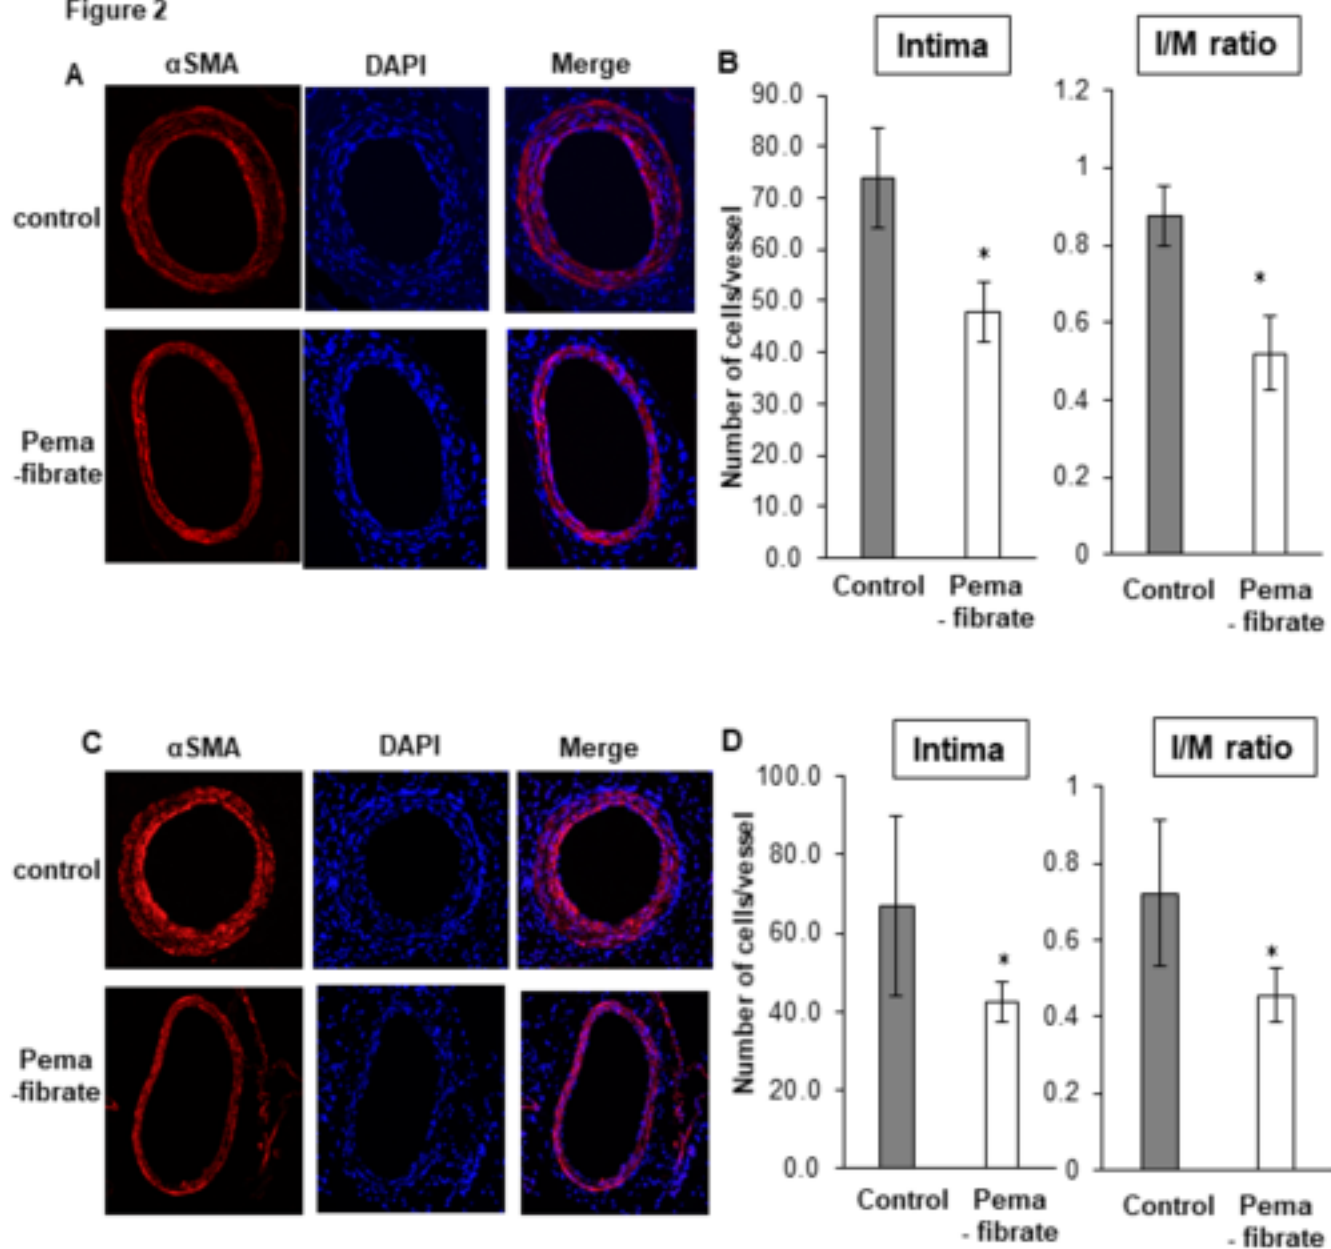 Figure 2
A
αSMA
DAPI
Merge
control
Pema
-fibrate
B
Intima
Number of cells/vessel
90.0
80.0
70.0
60.0
50.0
40.0
30.0
20.0
10.0
0.0
*
Control
Pema
- fibrate
I/M ratio
1.2
1
0.8
0.6
0.4
0.2
0
*
Control
Pema
- fibrate
C
αSMA
DAPI
Merge
control
Pema
-fibrate
D
Intima
Number of cells/vessel
100.0
80.0
60.0
40.0
20.0
0.0
*
Control
Pema
- fibrate
I/M ratio
1
0.8
0.6
0.4
0.2
0
*
Control
Pema
- fibrate